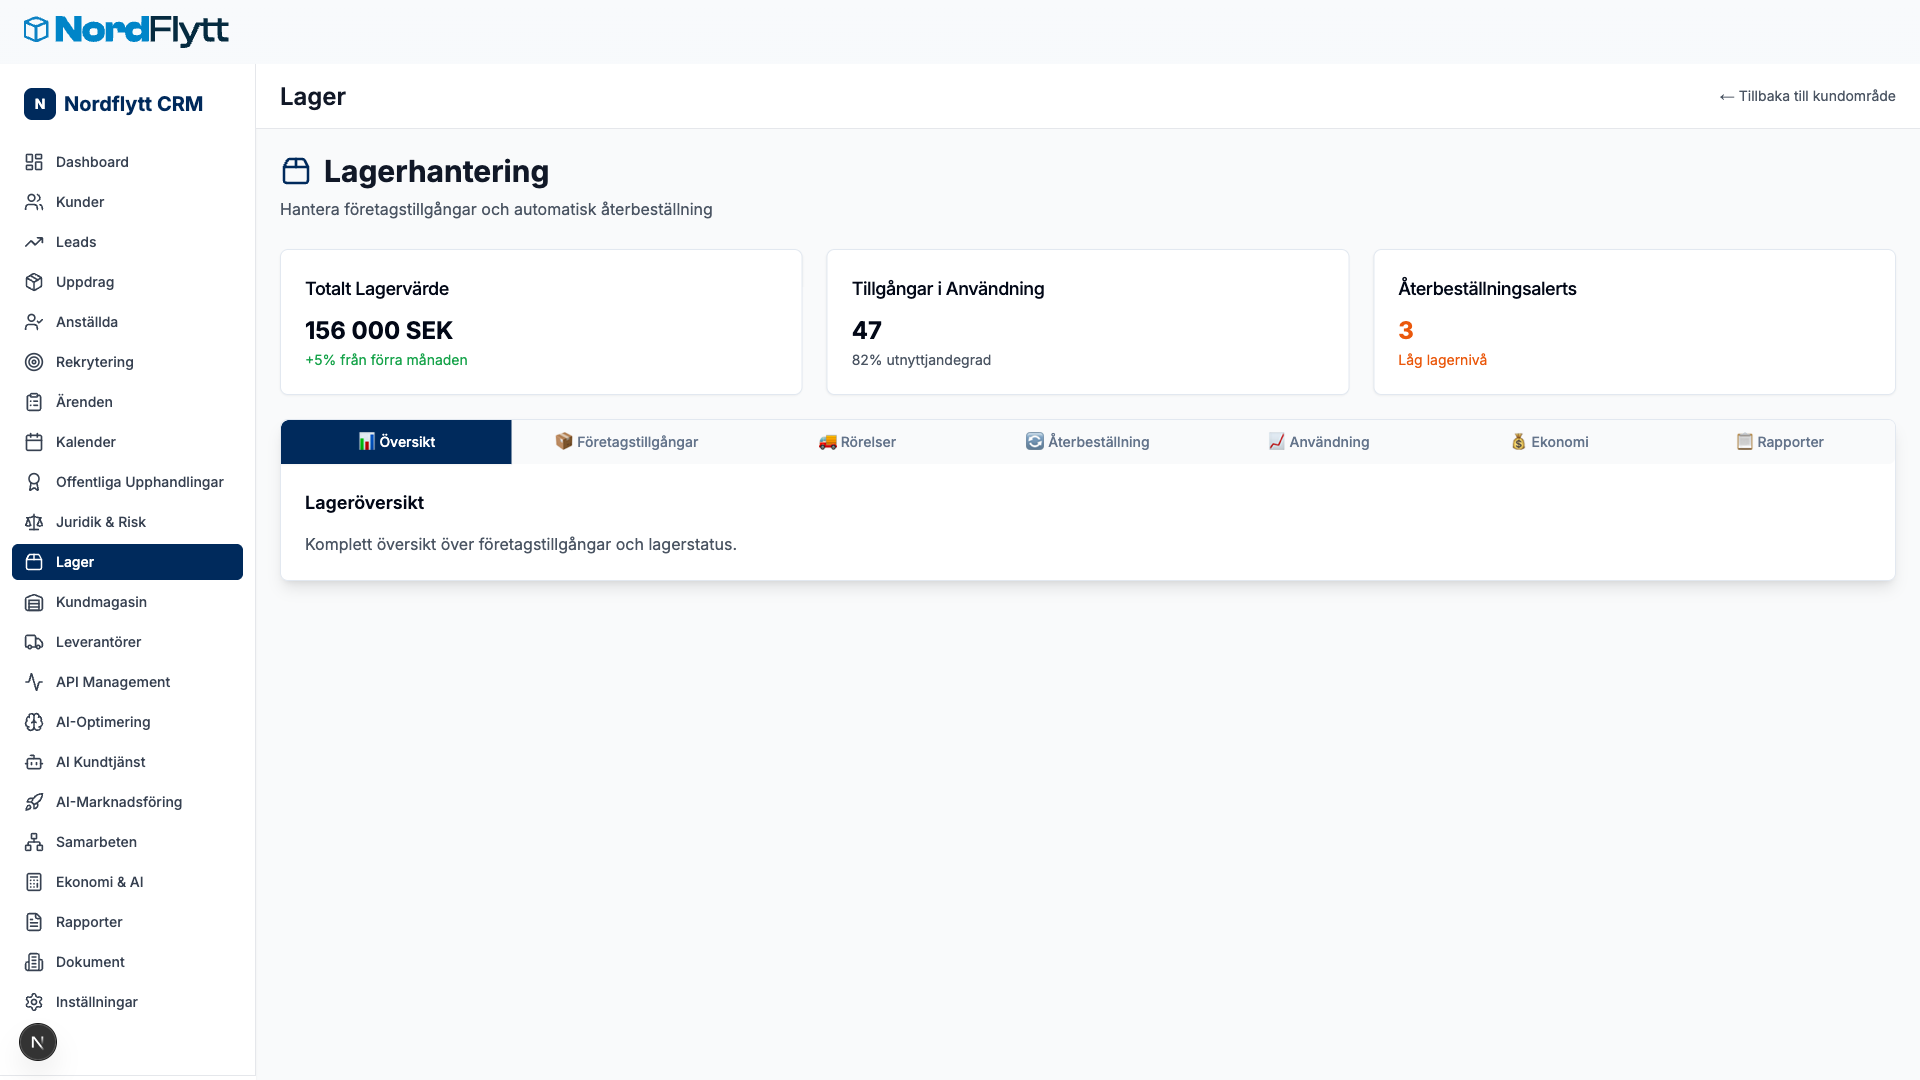 NordFlytt
N Nordflytt CRM
Dashboard
Kunder
Leads
Uppdrag
Anställda
Rekrytering
Ärenden
Kalender
Offentliga Upphandlingar
Juridik & Risk
Lager
Kundmagasin
Leverantörer
API Management
AI-Optimering
AI Kundtjänst
AI-Marknadsföring
Samarbeten
Ekonomi & AI
Rapporter
Dokument
Inställningar
N
Lager
← Tillbaka till kundområde
Lagerhantering
Hantera företagstillgångar och automatisk återbeställning
Totalt Lagervärde
156 000 SEK
+5% från förra månaden
Tillgångar i Användning
47
82% utnyttjandegrad
Återbeställningsalerts
3
Låg lagernivå
📊 Översikt
📦 Företagstillgångar
🚚 Rörelser
🔄 Återbeställning
📈 Användning
💰 Ekonomi
📋 Rapporter
Lageröversikt
Komplett översikt över företagstillgångar och lagerstatus.